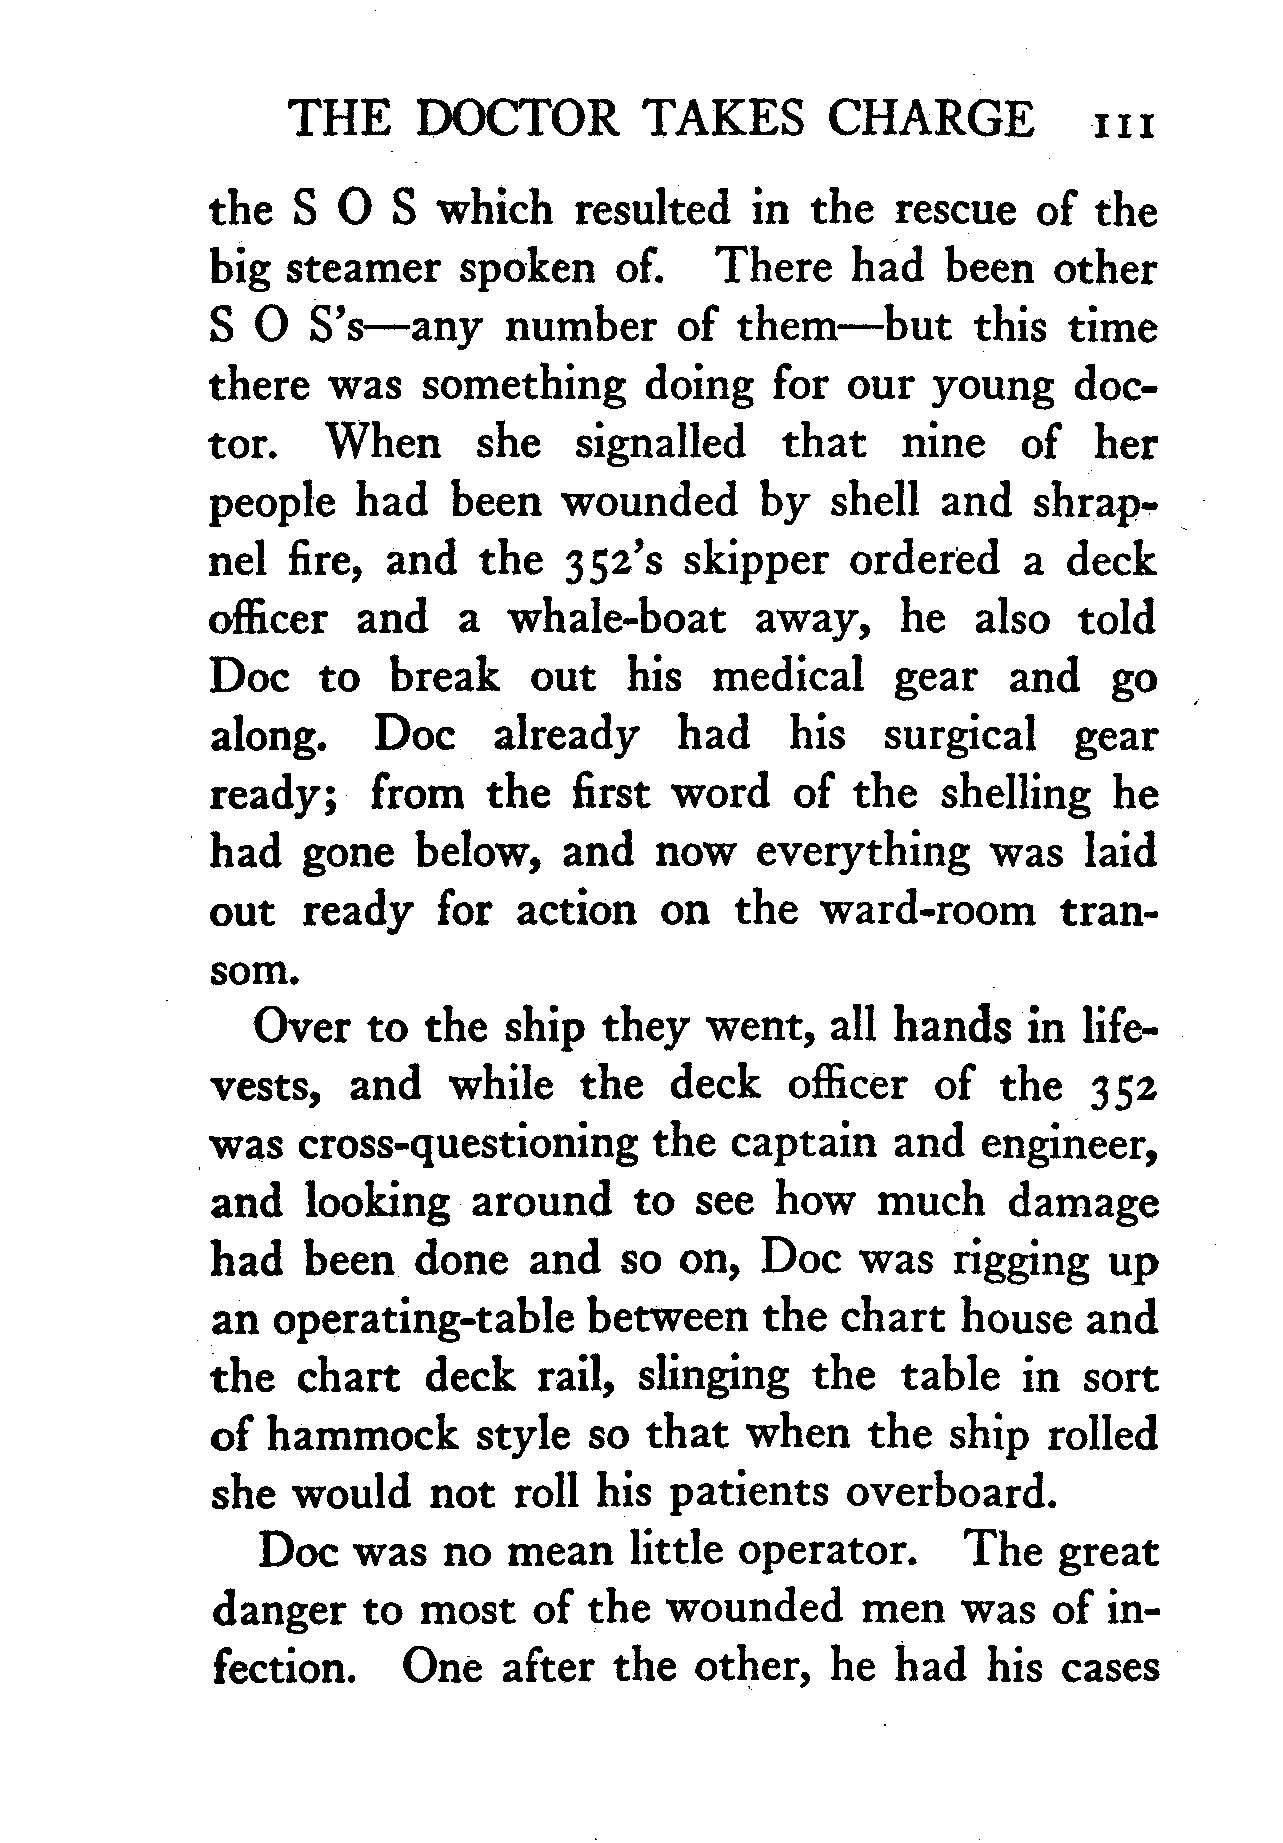 THE DOCTOR TAKES CHARGE 111
the S O S which resulted in the rescue of the
big steamer spoken of. There had been other
S O S's—any number of them—but this time
there was something doing for our young doc-
tor. When she signalled that nine of her
people had been wounded by shell and shrap-
nel fire, and the 352's skipper ordered a deck
officer and a whale-boat away, he also told
Doc to break out his medical gear and go
along. Doc already had his surgical gear
ready; from the first word of the shelling he
had gone below, and now everything was laid
out ready for action on the ward-room tran-
som.
Over to the ship they went, all hands in life-
vests, and while the deck officer of the 352
was cross-questioning the captain and engineer,
and looking around to see how much damage
had been done and so on, Doc was rigging up
an operating-table between the chart house and
the chart deck rail, slinging the table in sort
of hammock style so that when the ship rolled
she would not roll his patients overboard.
Doc was no mean little operator. The great
danger to most of the wounded men was of in-
fection. One after the other, he had his cases